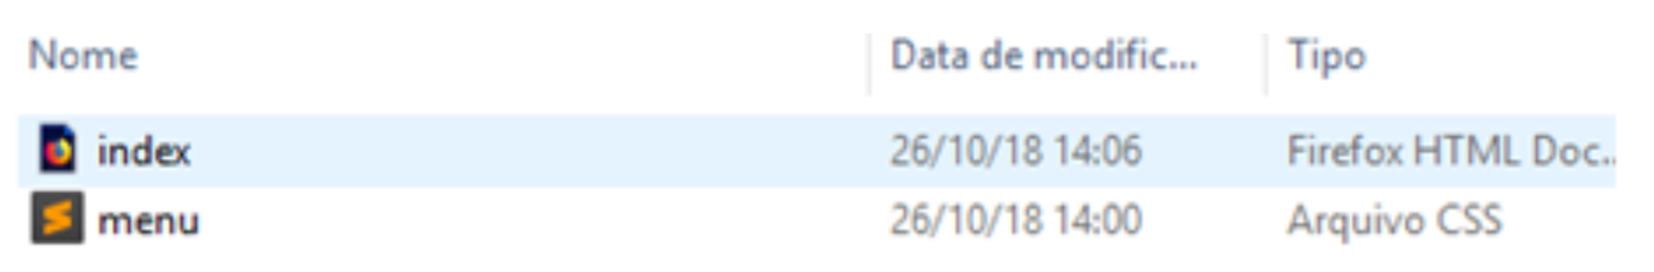 Nome Data de modific... Tipo
index 26/10/18 14:06 Firefox HTML Doc..
menu 26/10/18 14:00 Arquivo CSS